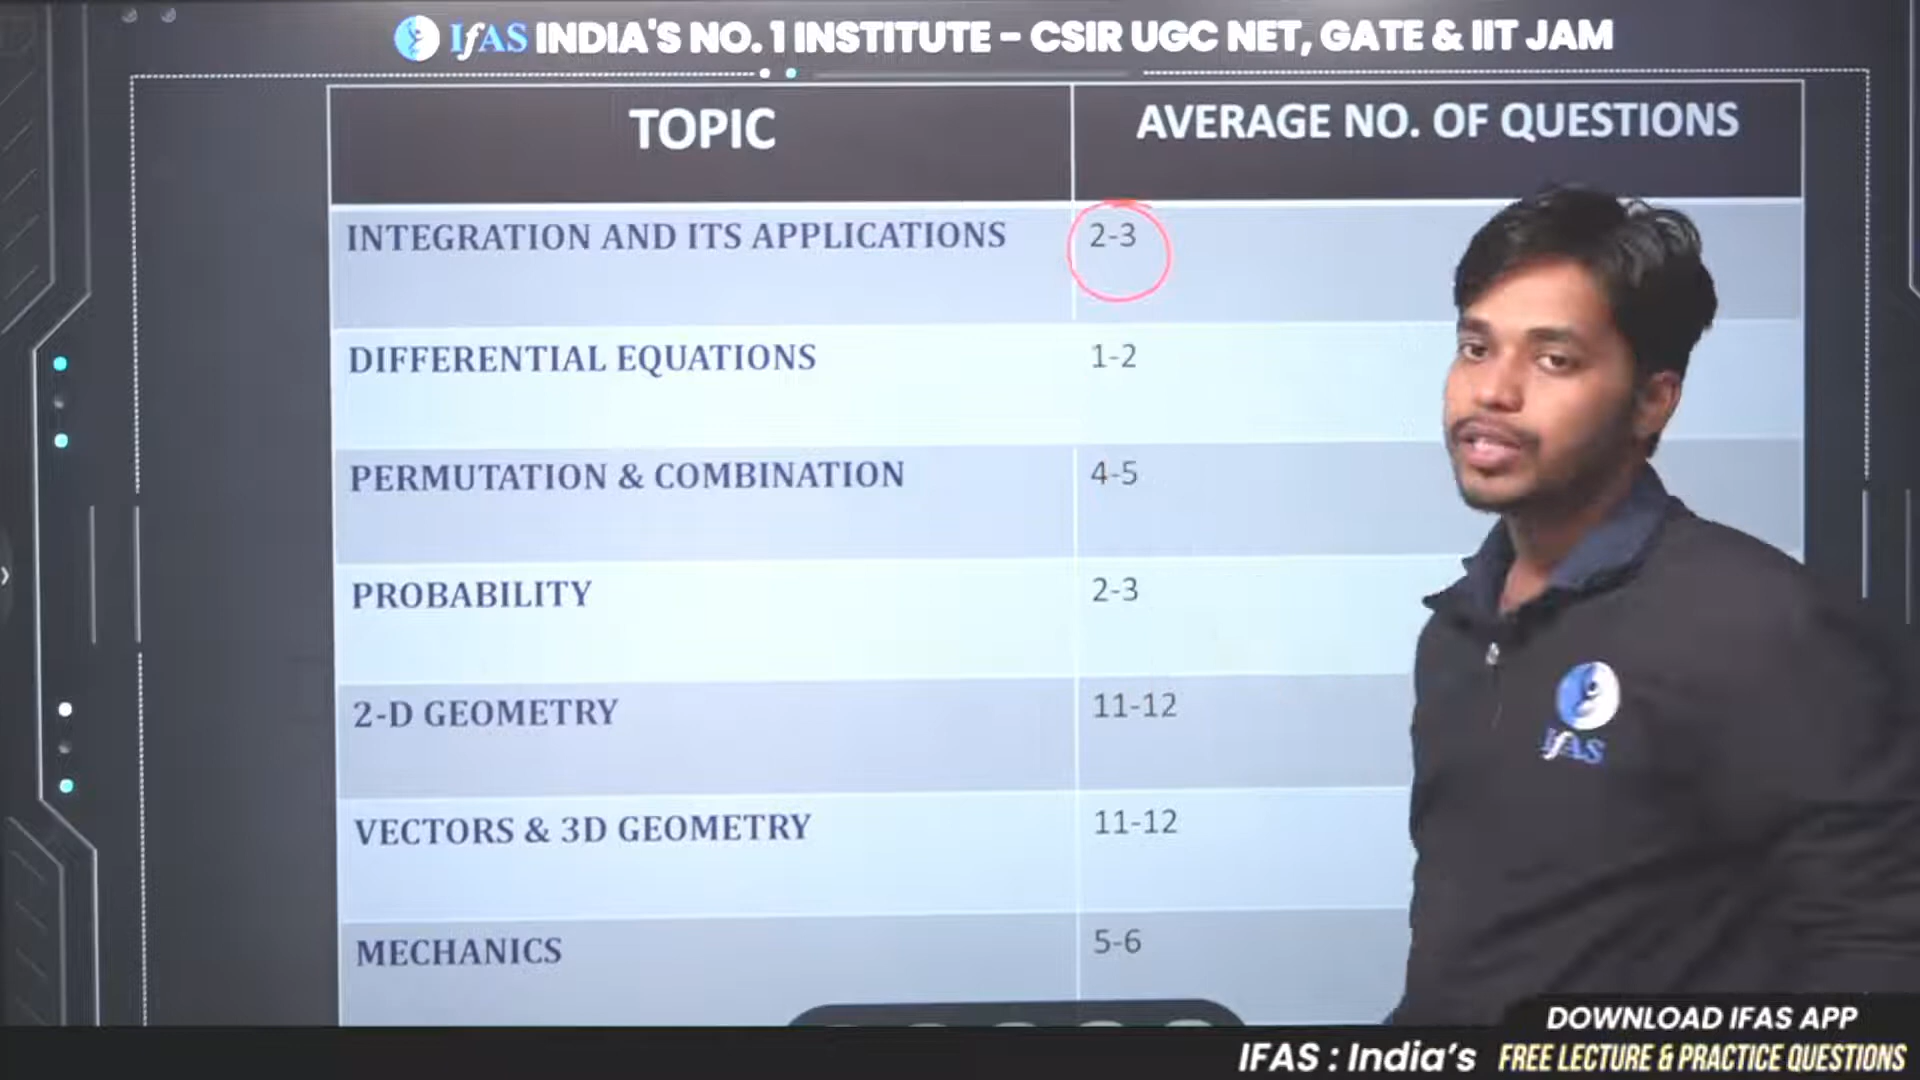 IfAS INDIA'S NO. 1 INSTITUTE - CSIR UGC NET, GATE & IIT JAM
TOPIC AVERAGE NO. OF QUESTIONS
INTEGRATION AND ITS APPLICATIONS 2-3
DIFFERENTIAL EQUATIONS 1-2
PERMUTATION & COMBINATION 4-5
PROBABILITY 2-3
2-D GEOMETRY 11-12
VECTORS & 3D GEOMETRY 11-12
MECHANICS 5-6
IfAS
DOWNLOAD IFAS APP
IFAS : India's FREE LECTURE & PRACTICE QUESTIONS